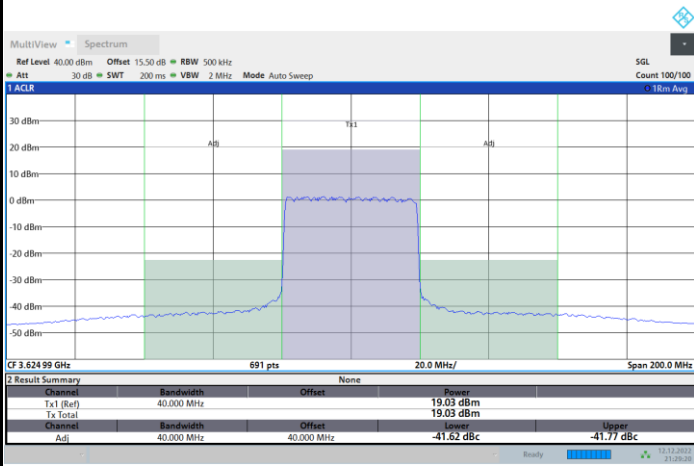 MultiView Spectrum
Ref Level 40.00 dBm Offset 15.50 dB RBW 500 kHz SGL
Att 30 dB SWT 200 ms VBW 2 MHz Mode Auto Sweep Count 100/100
1 ACLR 1Rm Avg
Tx1
Adj Adj
30 dBm
20 dBm
10 dBm
0 dBm
-10 dBm
-20 dBm
-30 dBm
-40 dBm
-50 dBm
CF 3.62499 GHz 691 pts 20.0 MHz/ Span 200.0 MHz
2 Result Summary None
Channel Bandwidth Offset Power
Tx1 (Ref) 40.000 MHz 19.03 dBm
Tx Total 19.03 dBm
Channel Bandwidth Offset Lower Upper
Adj 40.000 MHz 40.000 MHz -41.62 dBc -41.77 dBc
Ready 12.12.2022
21:29:20